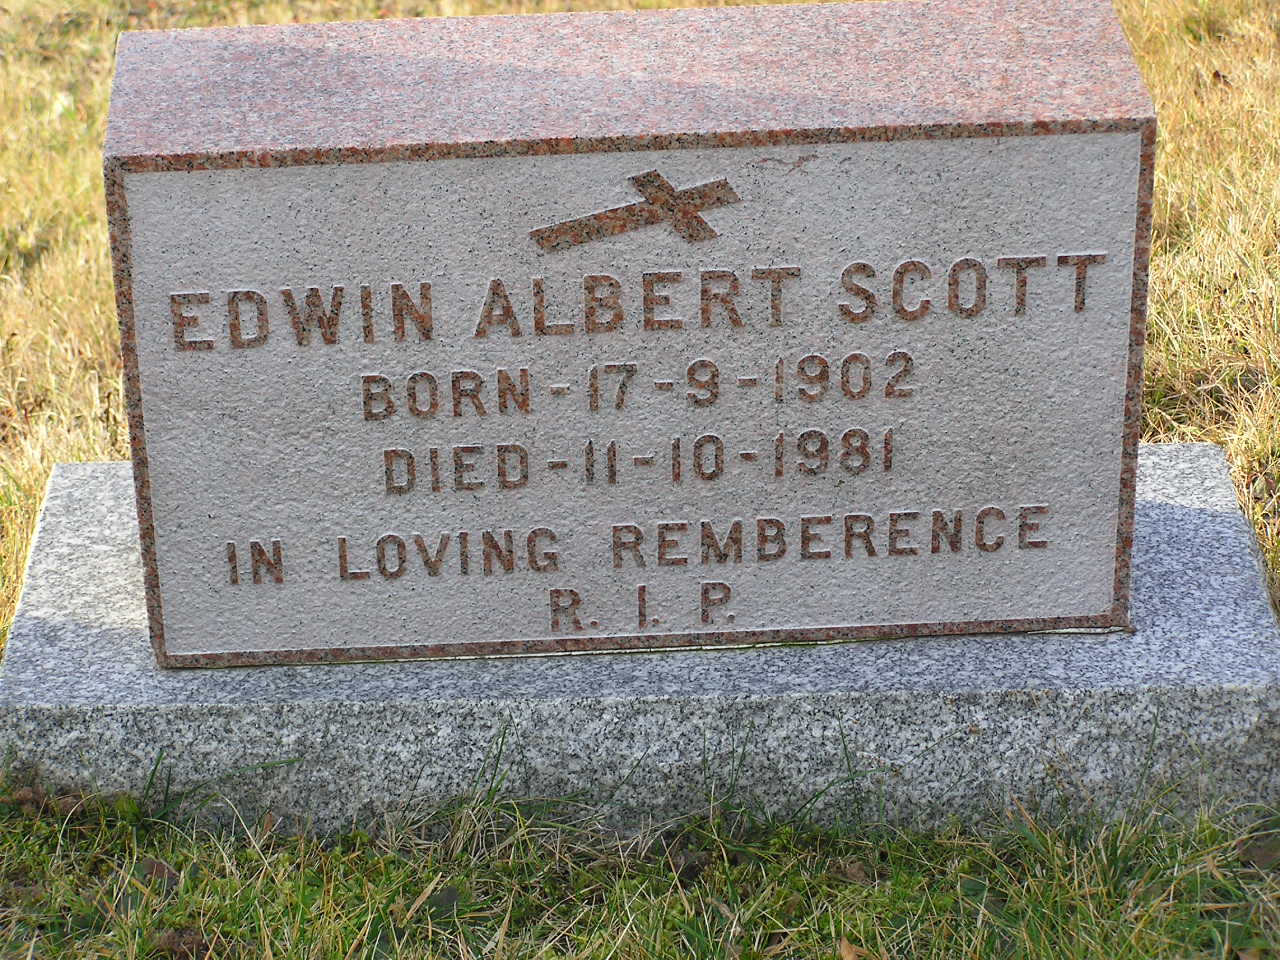 EDWIN ALBERT SCOTT
BORN-17-9-1902
DIED-11-10-1981
IN LOVING REMBERENCE
R. I. P.